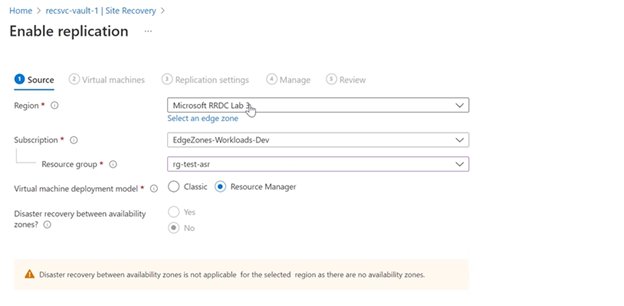 Home > recsvc-vault-1 | Site Recovery >
Enable replication ...
1 Source 2 Virtual machines 3 Replication settings 4 Manage 5 Review
Region * Microsoft RRDC Lab 3
Select an edge zone
Subscription * EdgeZones-Workloads-Dev
Resource group * rg-test-asr
Virtual machine deployment model * Classic Resource Manager
Disaster recovery between availability Yes
zones? No
Disaster recovery between availability zones is not applicable for the selected region as there are no availability zones.